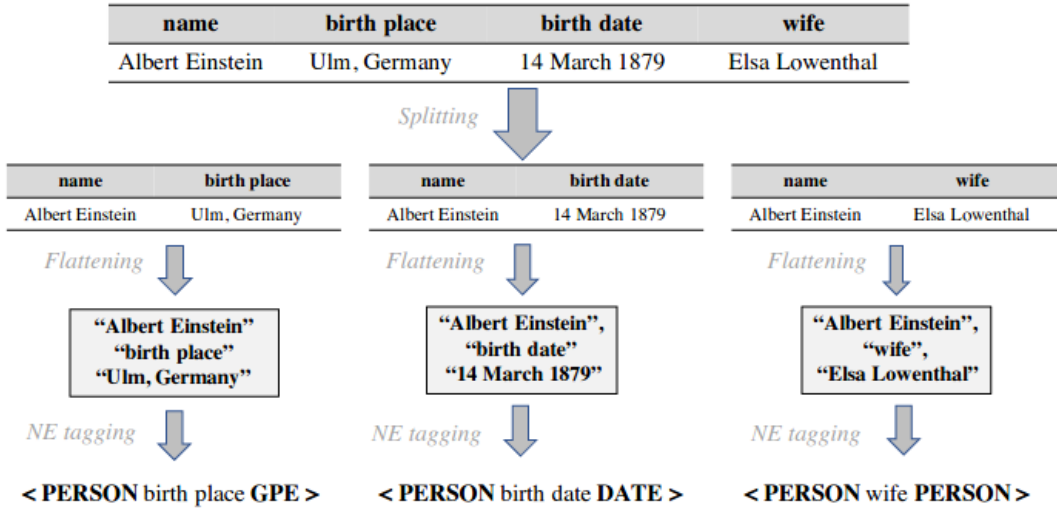 name birth place birth date wife
Albert Einstein Ulm, Germany 14 March 1879 Elsa Lowenthal
Splitting
name birth place name birth date name wife
Albert Einstein Ulm, Germany Albert Einstein 14 March 1879 Albert Einstein Elsa Lowenthal
Flattening Flattening Flattening
“Albert Einstein” “Albert Einstein”, “Albert Einstein”,
“birth place” “birth date” “wife”,
“Ulm, Germany” “14 March 1879” “Elsa Lowenthal”
NE tagging NE tagging NE tagging
< PERSON birth place GPE > < PERSON birth date DATE > < PERSON wife PERSON >